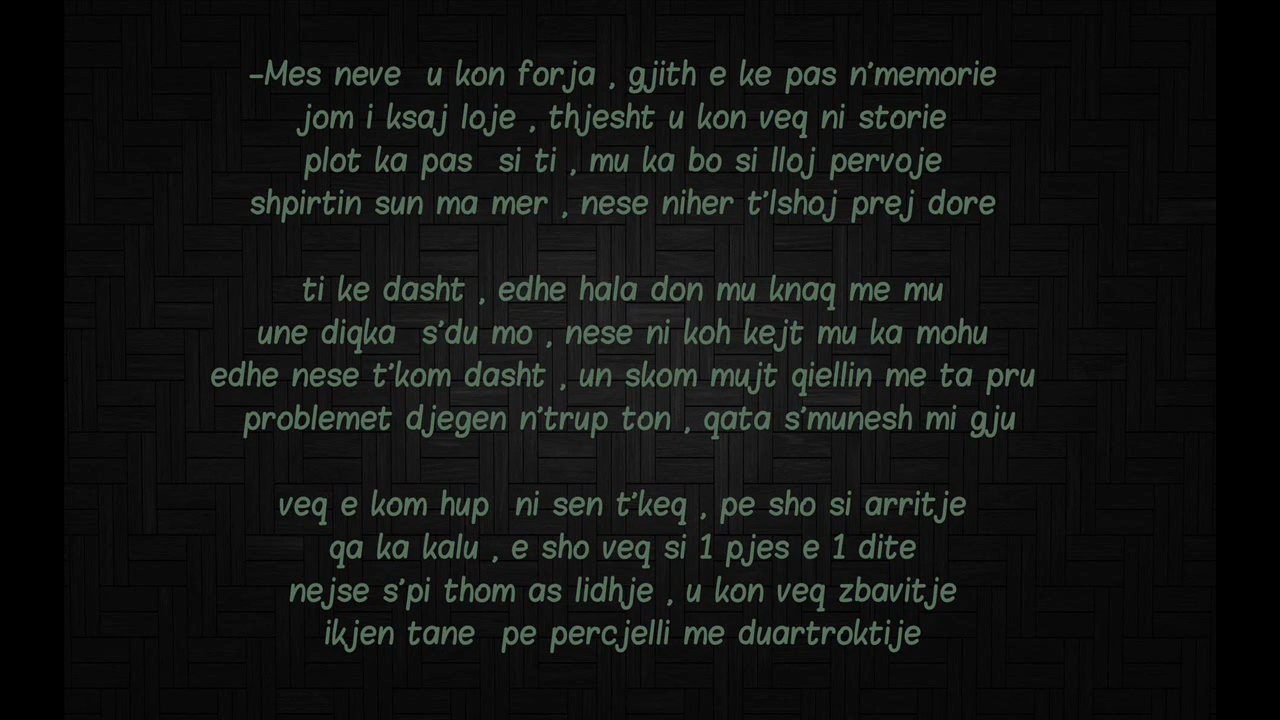 -Mes neve u kon forja , gjith e ke pas n'memorie
jom i ksaj loje , thjesht u kon veq ni storie
plot ka pas si ti , mu ka bo si lloj pervoje
shpirtin sun ma mer , nese niher t'lshoj prej dore
ti ke dasht , edhe hala don mu knaq me mu
une diqka s'du mo , nese ni koh kejt mu ka mohu
edhe nese t'kom dasht , un skom mujt qiellin me ta pru
problemet djegen n'trup ton , qata s'munesh mi gju
veq e kom hup ni sen t'keq , pe sho si arritje
qa ka kalu , e sho veq si 1 pjes e 1 dite
nejse s'pi thom as lidhje , u kon veq zbavitje
ikjen tane pe percjelli me duartroktije